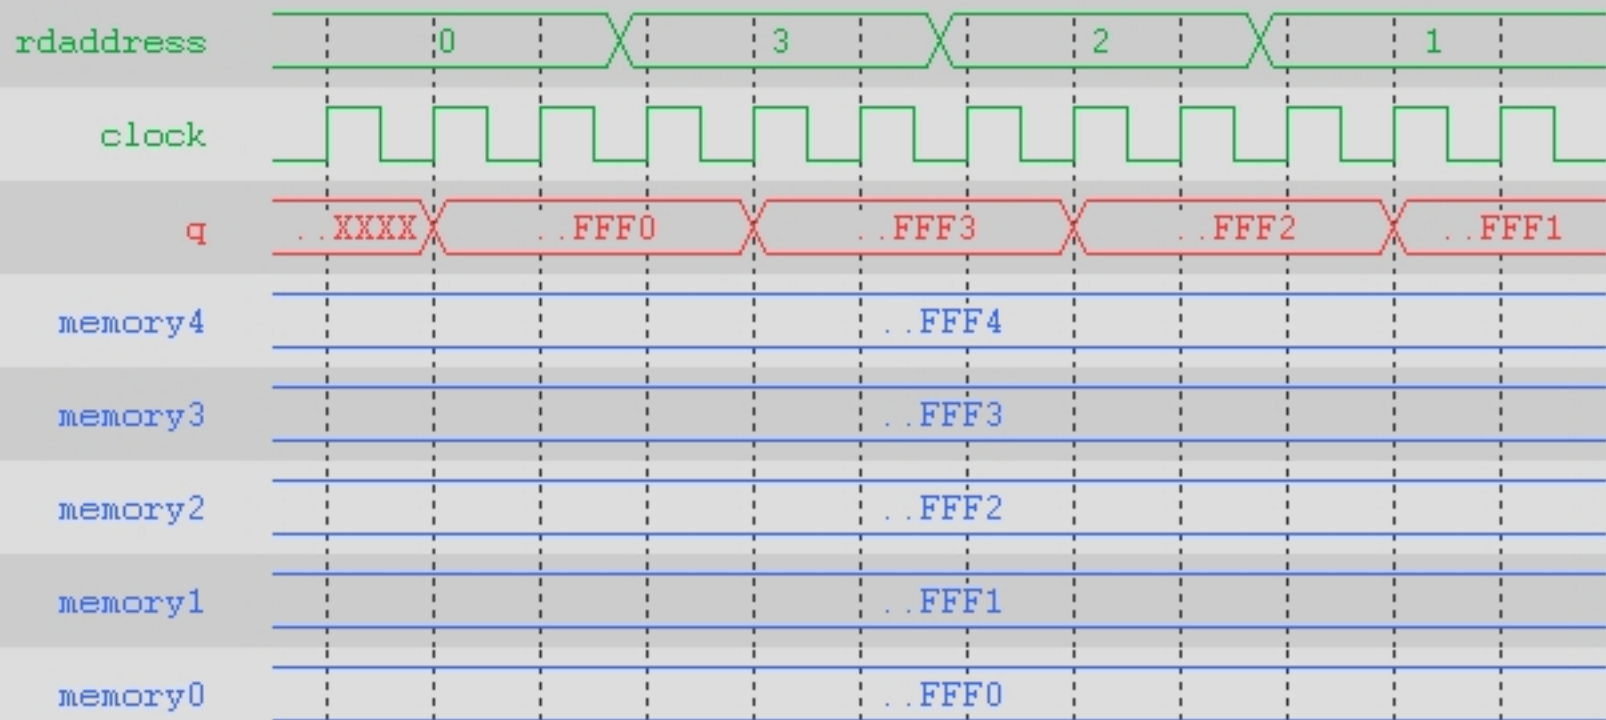 rdaddress 0 3 2 1
clock
q ..XXXX ..FFF0 ..FFF3 ..FFF2 ..FFF1
memory4 ..FFF4
memory3 ..FFF3
memory2 ..FFF2
memory1 ..FFF1
memory0 ..FFF0